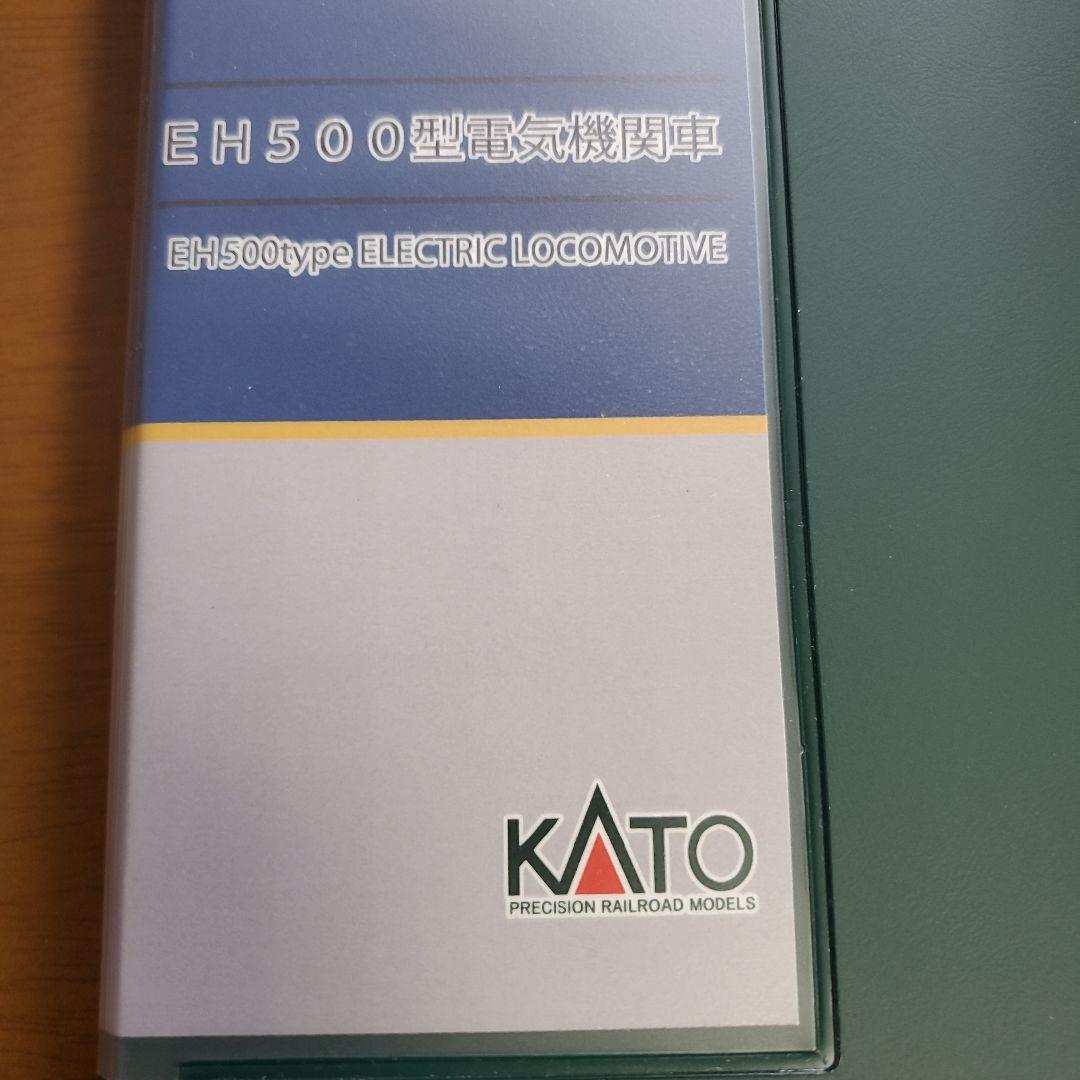 ＥＨ５００型電気機関車
EH500type ELECTRIC LOCOMOTIVE
KATO
PRECISION RAILROAD MODELS